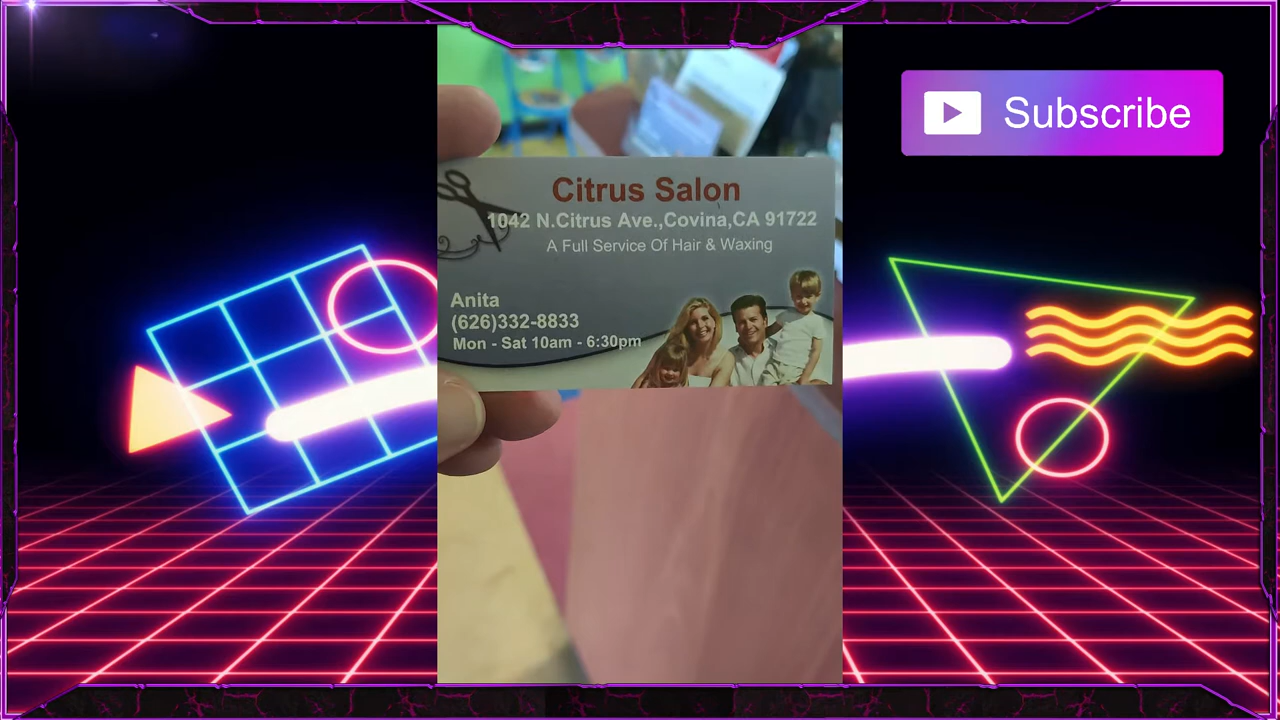 Subscribe
Citrus Salon
1042 N.Citrus Ave.,Covina,CA 91722
A Full Service Of Hair & Waxing
Anita
(626)332-8833
Mon - Sat 10am - 6:30pm